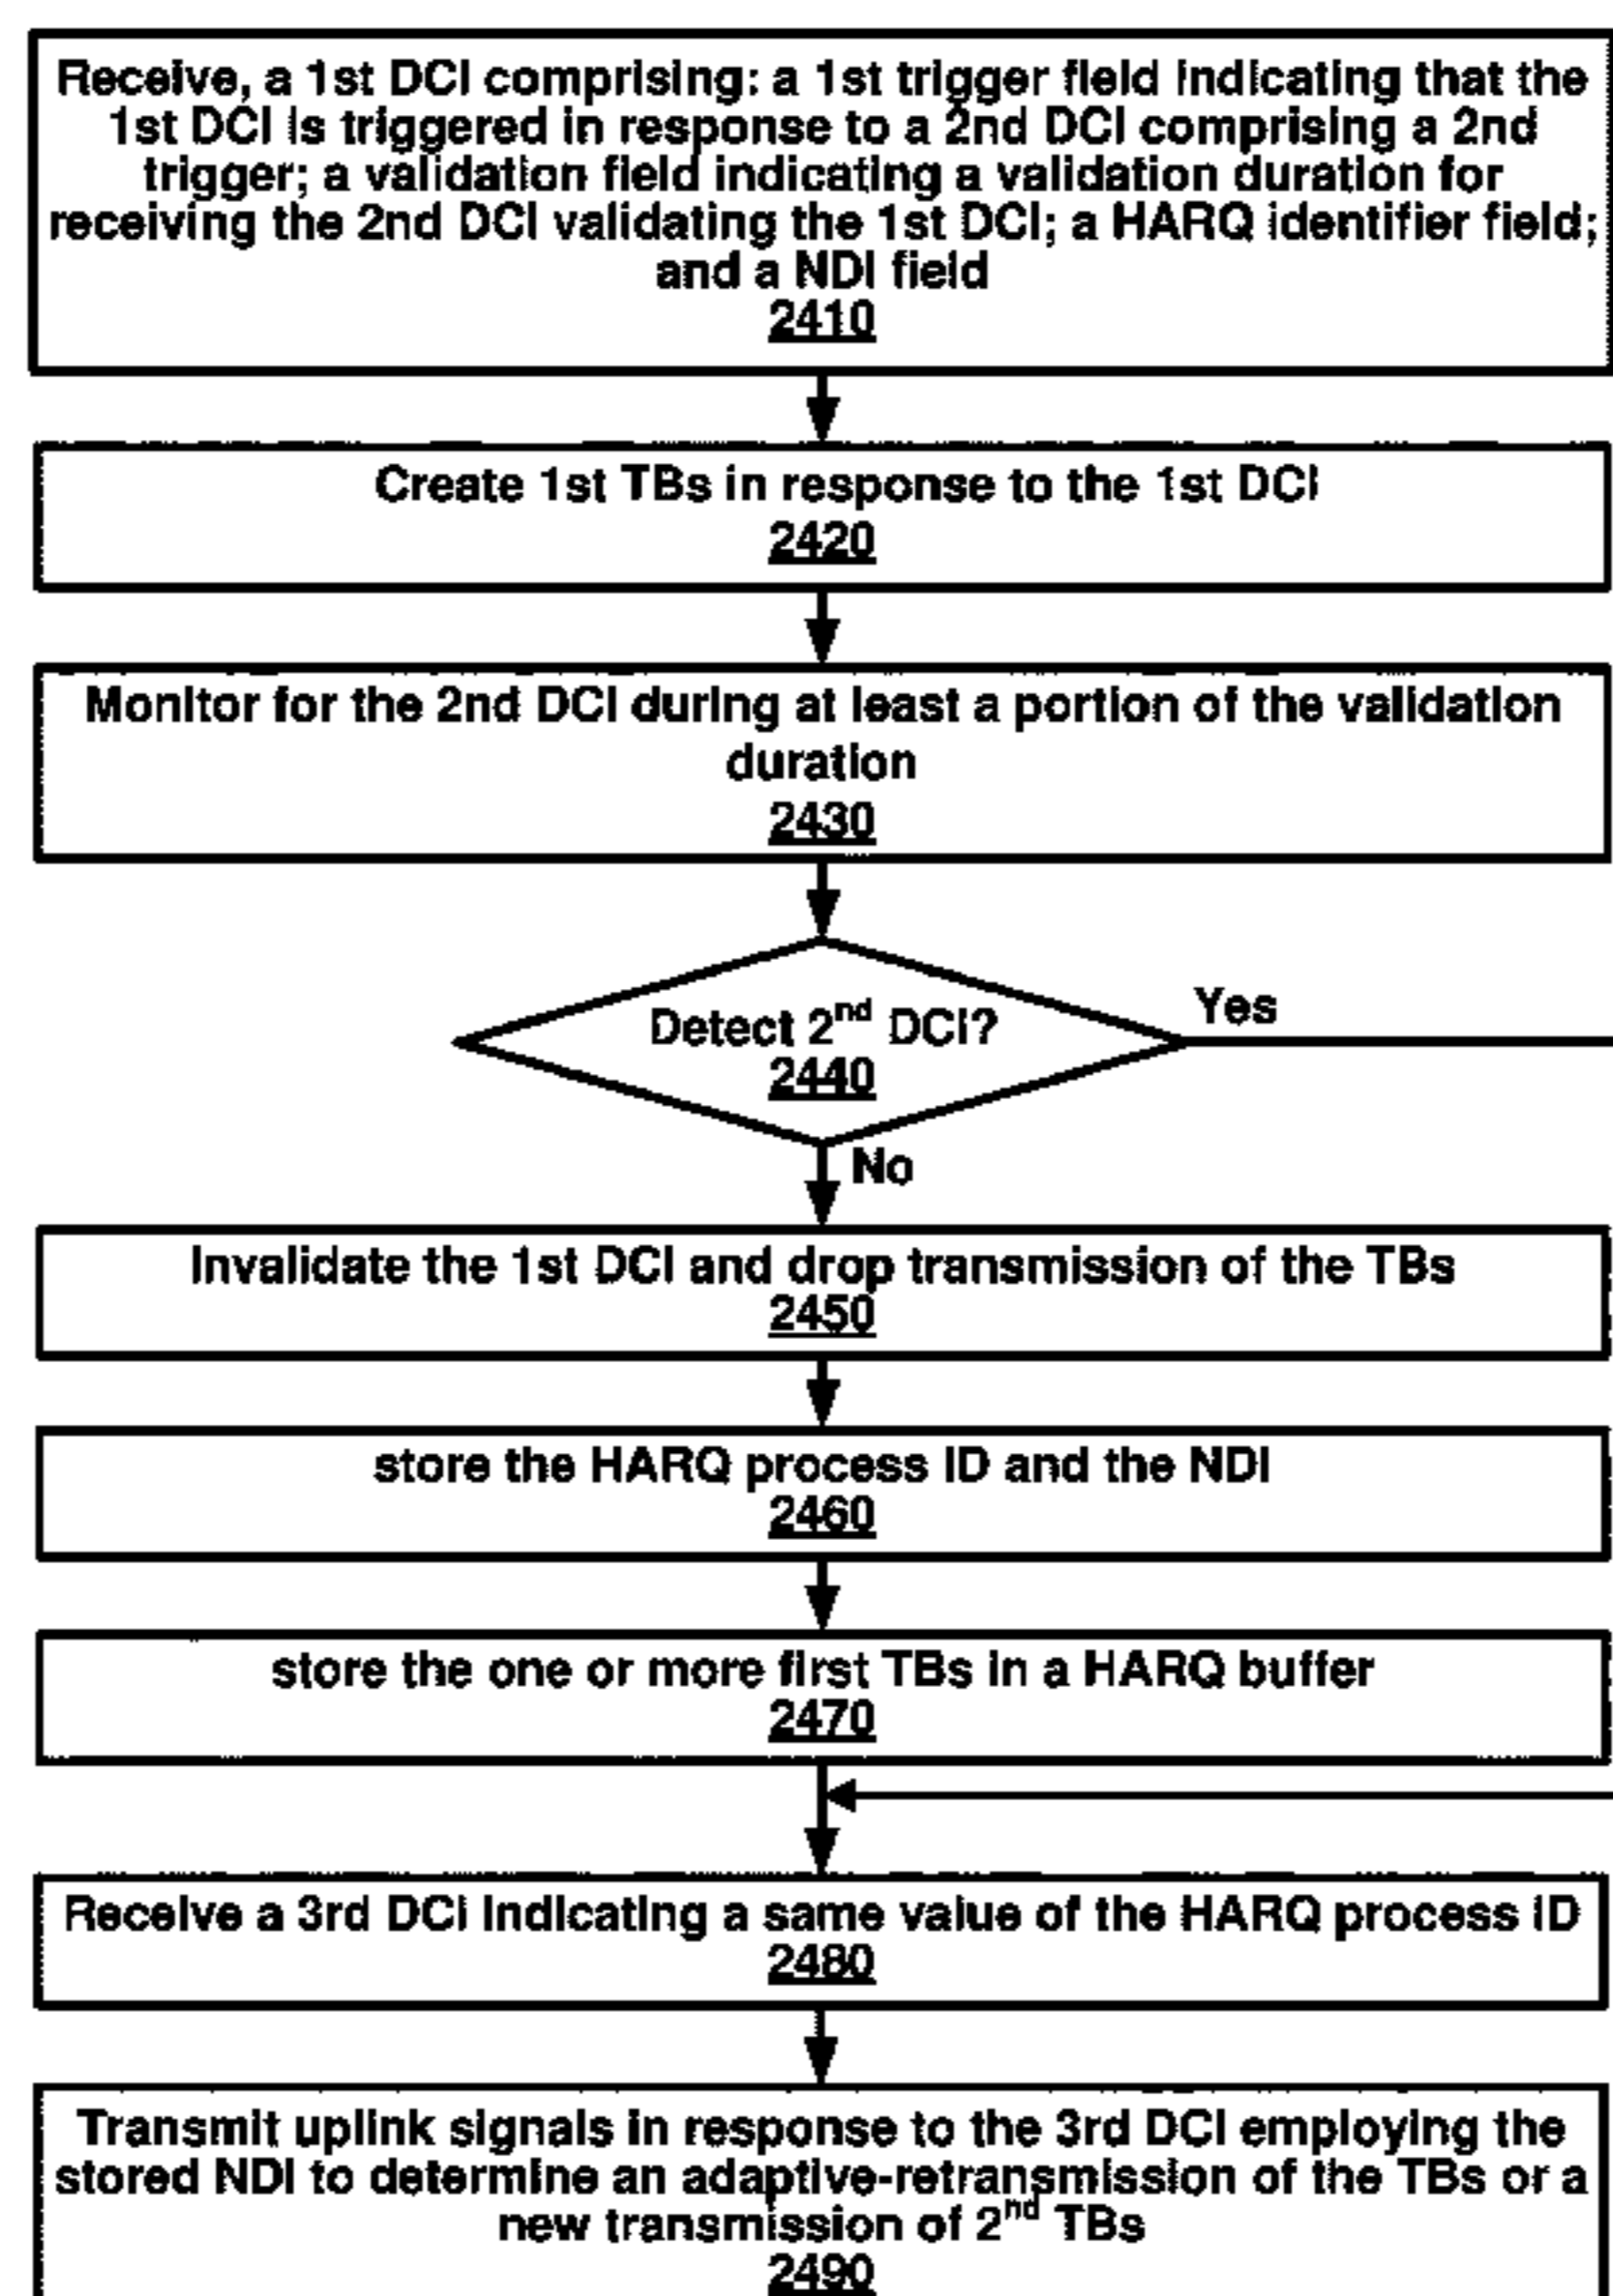 Receive, a 1st DCI comprising: a 1st trigger field indicating that the
1st DCI is triggered in response to a 2nd DCI comprising a 2nd
trigger; a validation field indicating a validation duration for
receiving the 2nd DCI validating the 1st DCI; a HARQ identifier field;
and a NDI field
2410
Create 1st TBs in response to the 1st DCI
2420
Monitor for the 2nd DCI during at least a portion of the validation
duration
2430
Detect 2nd DCI?
2440
Yes
No
Invalidate the 1st DCI and drop transmission of the TBs
2450
store the HARQ process ID and the NDI
2460
store the one or more first TBs in a HARQ buffer
2470
Receive a 3rd DCI indicating a same value of the HARQ process ID
2480
Transmit uplink signals in response to the 3rd DCI employing the
stored NDI to determine an adaptive-retransmission of the TBs or a
new transmission of 2nd TBs
2490